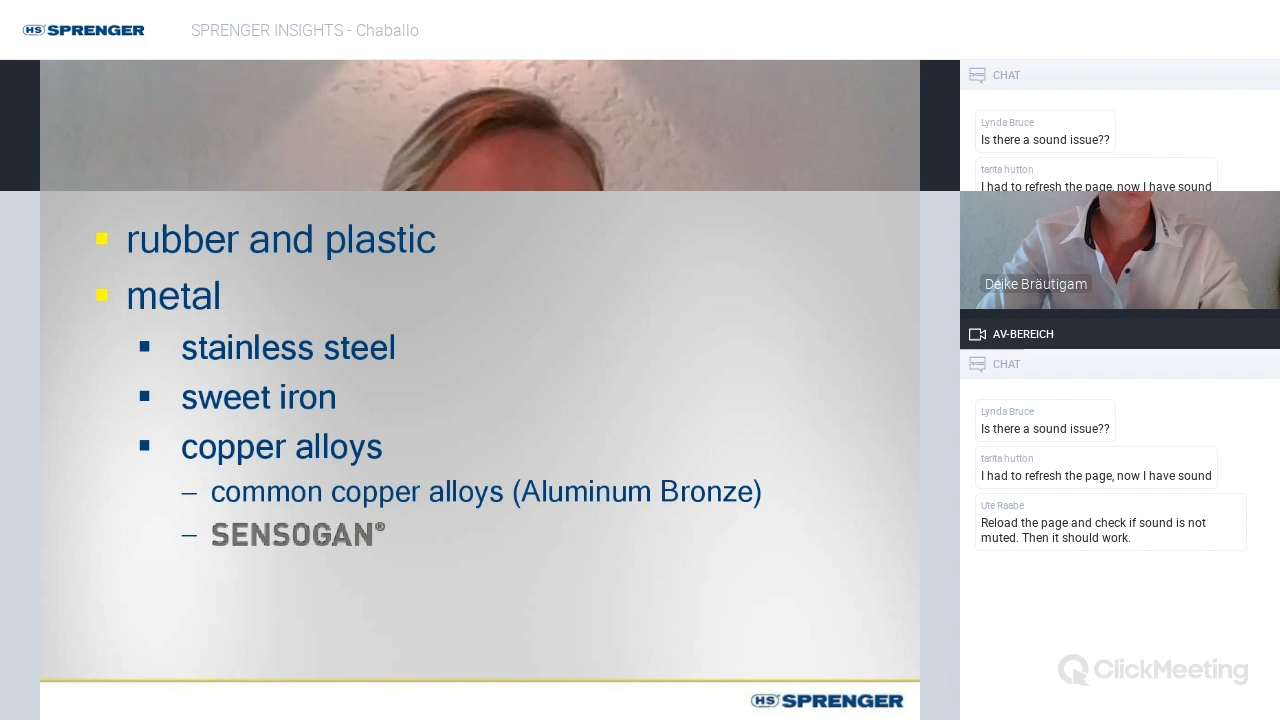 HS SPRENGER
SPRENGER INSIGHTS - Chaballo
rubber and plastic
metal
stainless steel
sweet iron
copper alloys
– common copper alloys (Aluminum Bronze)
– SENSOGAN®
HS SPRENGER
CHAT
Lynda Bruce
Is there a sound issue??
tarita hutton
I had to refresh the page, now I have sound
Deike Bräutigam
AV-BEREICH
CHAT
Lynda Bruce
Is there a sound issue??
tarita hutton
I had to refresh the page, now I have sound
Ute Raabe
Reload the page and check if sound is not
muted. Then it should work.
ClickMeeting